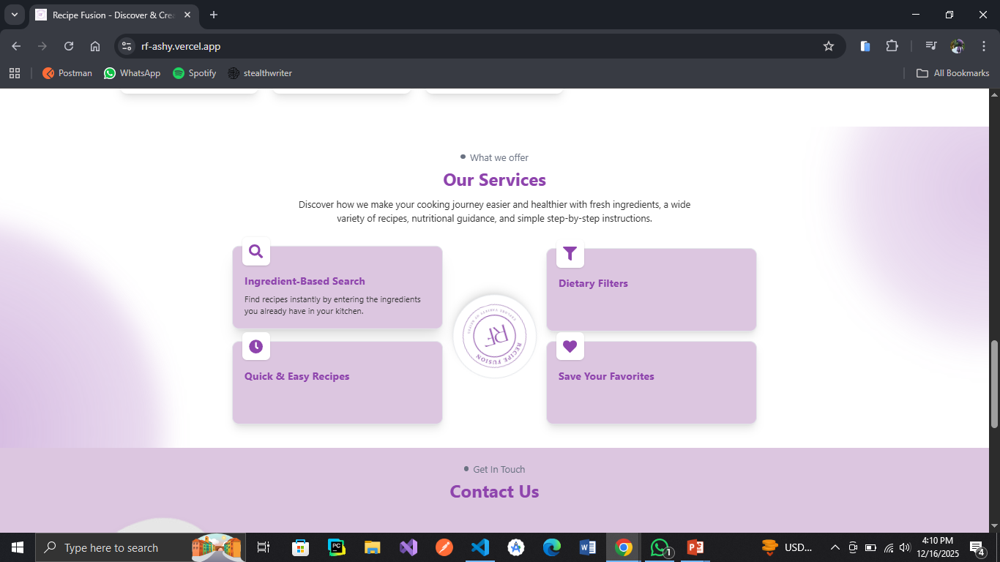 Recipe Fusion - Discover & Crea
rf-ashy.vercel.app
Postman
WhatsApp
Spotify
stealthwriter
All Bookmarks
What we offer
Our Services
Discover how we make your cooking journey easier and healthier with fresh ingredients, a wide
variety of recipes, nutritional guidance, and simple step-by-step instructions.
Ingredient-Based Search
Find recipes instantly by entering the ingredients
you already have in your kitchen.
Dietary Filters
RF
RECIPE FUSION
Quick & Easy Recipes
Save Your Favorites
Get In Touch
Contact Us
Type here to search
PC
1
USD...
4:10 PM
12/16/2025
4